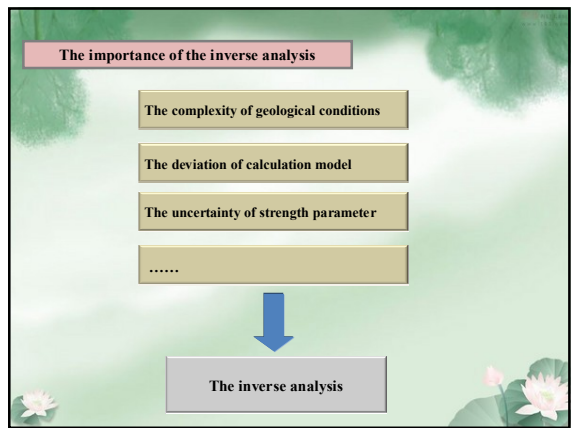 The importance of the inverse analysis
The complexity of geological conditions
The deviation of calculation model
The uncertainty of strength parameter
……
The inverse analysis